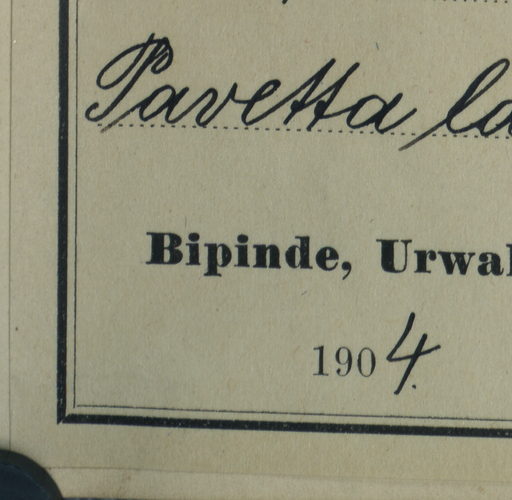 Pavetta la
Bipinde, Urwal
1904.